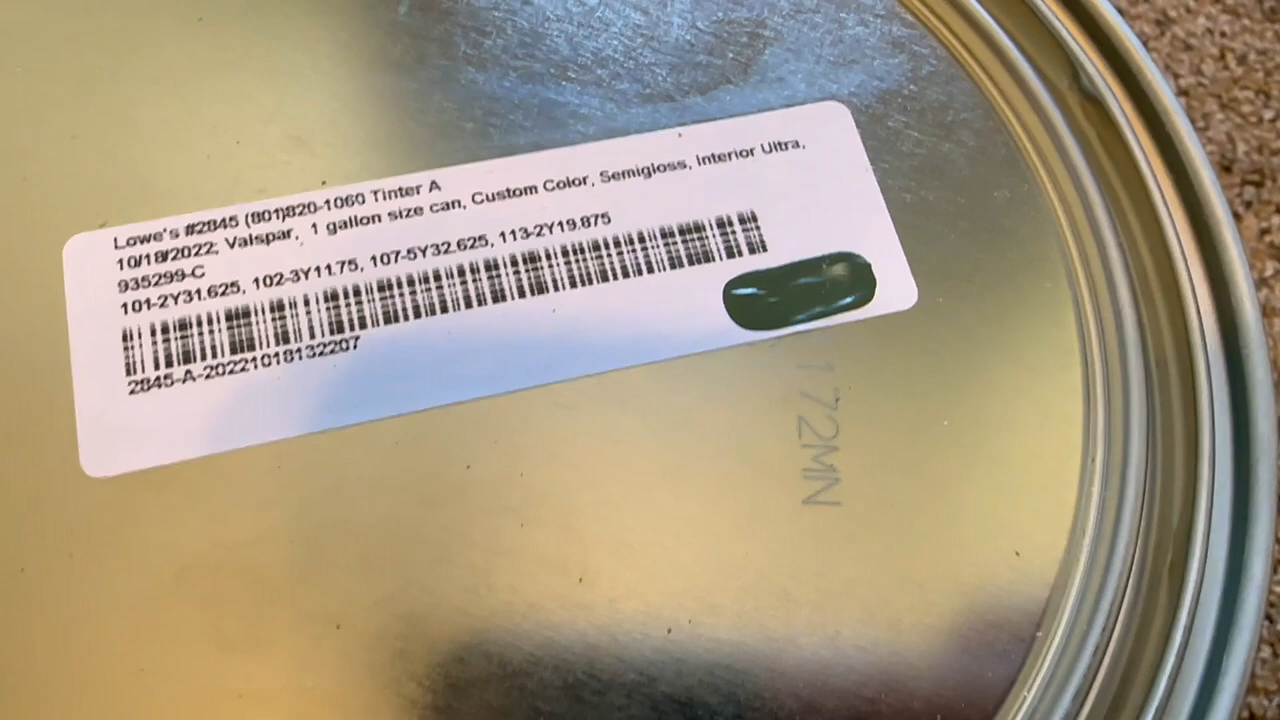 Lowe's #2845 (801)820-1060 Tinter A
10/18/2022, Valspar, 1 gallon size can, Custom Color, Semigloss, Interior Ultra,
935299-C
101-2Y31.625, 102-3Y11.75, 107-5Y32.625, 113-2Y19.875
2845-A-20221018132207
172MN